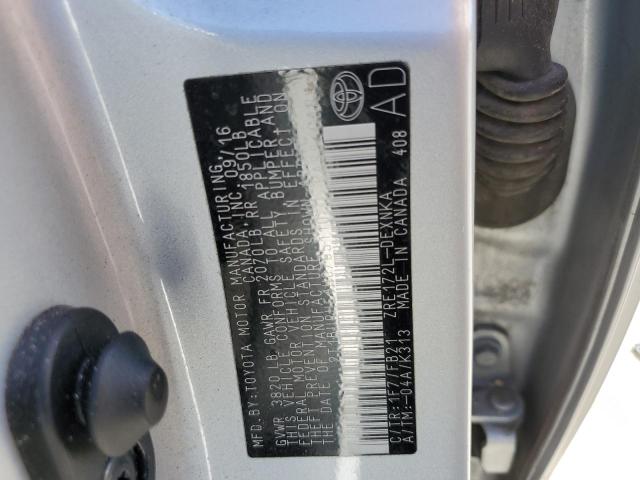 MFD. BY: TOYOTA MOTOR MANUFACTURING,
CANADA, INC. 09/16
GVWR 3820 LB. GAWR FR 2070LB. RR 1850LB
THIS VEHICLE CONFORMS TO ALL APPLICABLE
FEDERAL MOTOR VEHICLE SAFETY, BUMPER AND
STANDARDS IN EFFECT ON
THE DATE OF MANUFACTURE SHOWN
C/TR:1F7/FB21 ZRE172L-DEXNKA
A/TM:-04A/K313 MADE IN CANADA 408
AD